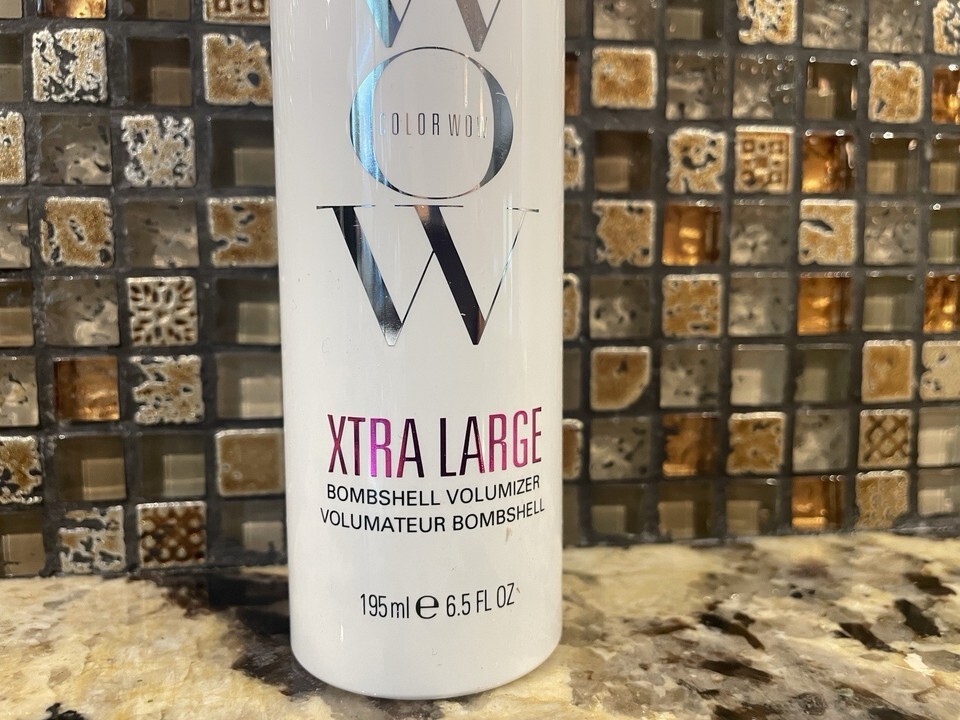 W
O
COLOR WOW
W
XTRA LARGE
BOMBSHELL VOLUMIZER
VOLUMATEUR BOMBSHELL
195ml ℮ 6.5 FL OZ